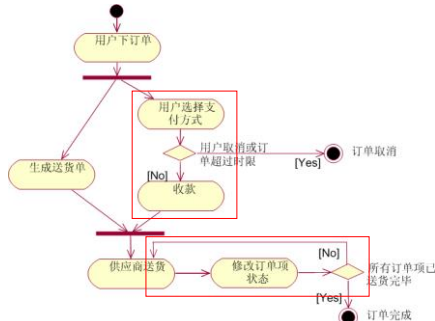 用户下订单
用户选择支
付方式
用户取消或订
单超过时限
[Yes]
订单取消
生成送货单
[No]
收款
供应商送货
修改订单项
状态
[No]
所有订单项已
送货完毕
[Yes]
订单完成